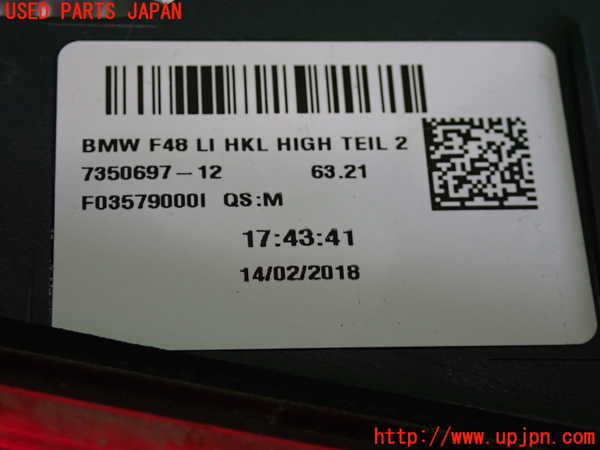 USED PARTS JAPAN
BMW F48 LI HKL HIGH TEIL 2
7350697-12 63.21
F03579000I QS:M
17:43:41
14/02/2018
http://www.upjpn.com/